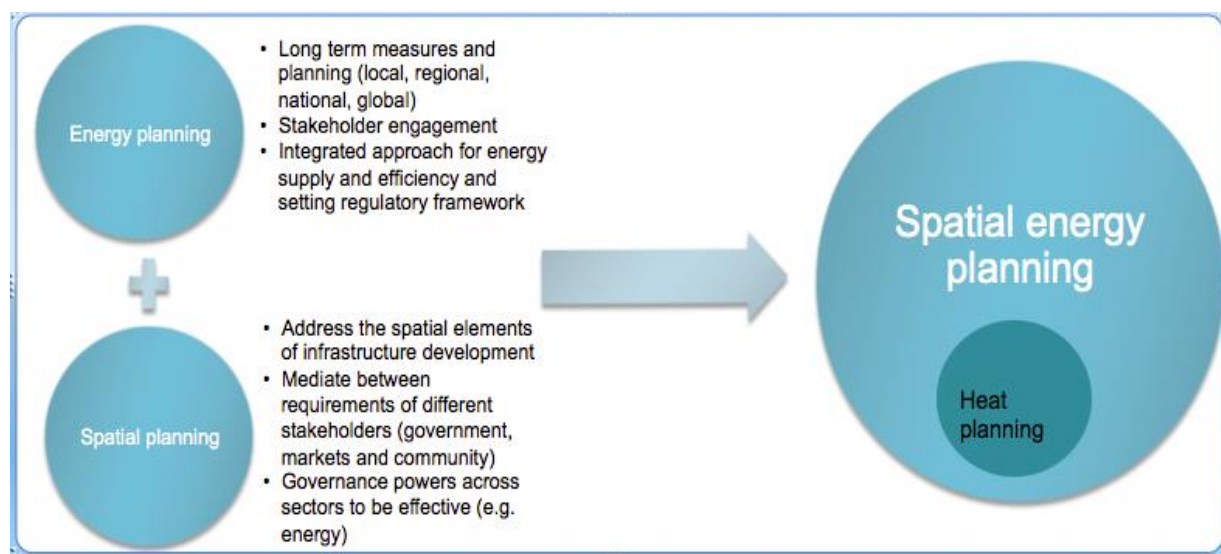 Energy planning
• Long term measures and
planning (local, regional,
national, global)
• Stakeholder engagement
• Integrated approach for energy
supply and efficiency and
setting regulatory framework
Spatial planning
• Address the spatial elements
of infrastructure development
• Mediate between
requirements of different
stakeholders (government,
markets and community)
• Governance powers across
sectors to be effective (e.g.
energy)
Spatial energy
planning
Heat
planning